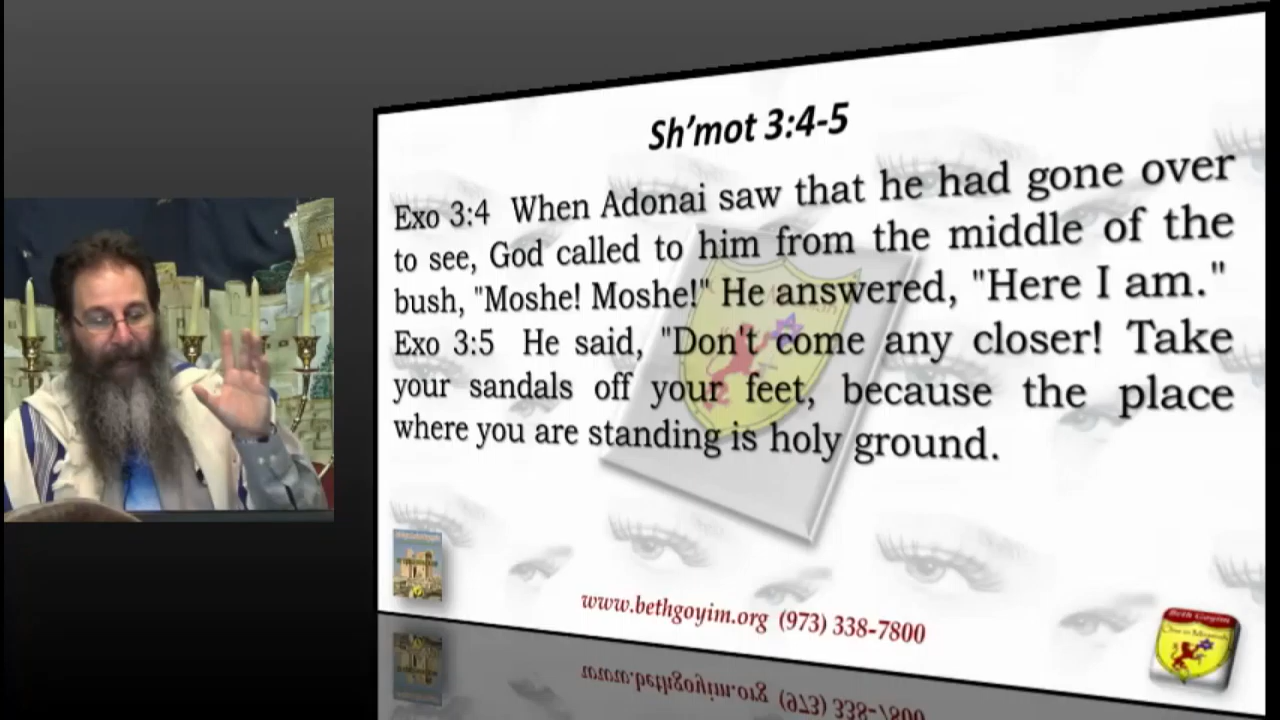 Sh’mot 3:4-5
Exo 3:4 When Adonai saw that he had gone over
to see, God called to him from the middle of the
bush, "Moshe! Moshe!" He answered, "Here I am."
Exo 3:5 He said, "Don't come any closer! Take
your sandals off your feet, because the place
where you are standing is holy ground.
www.bethgoyim.org (973) 338-7800
Beth Goyim